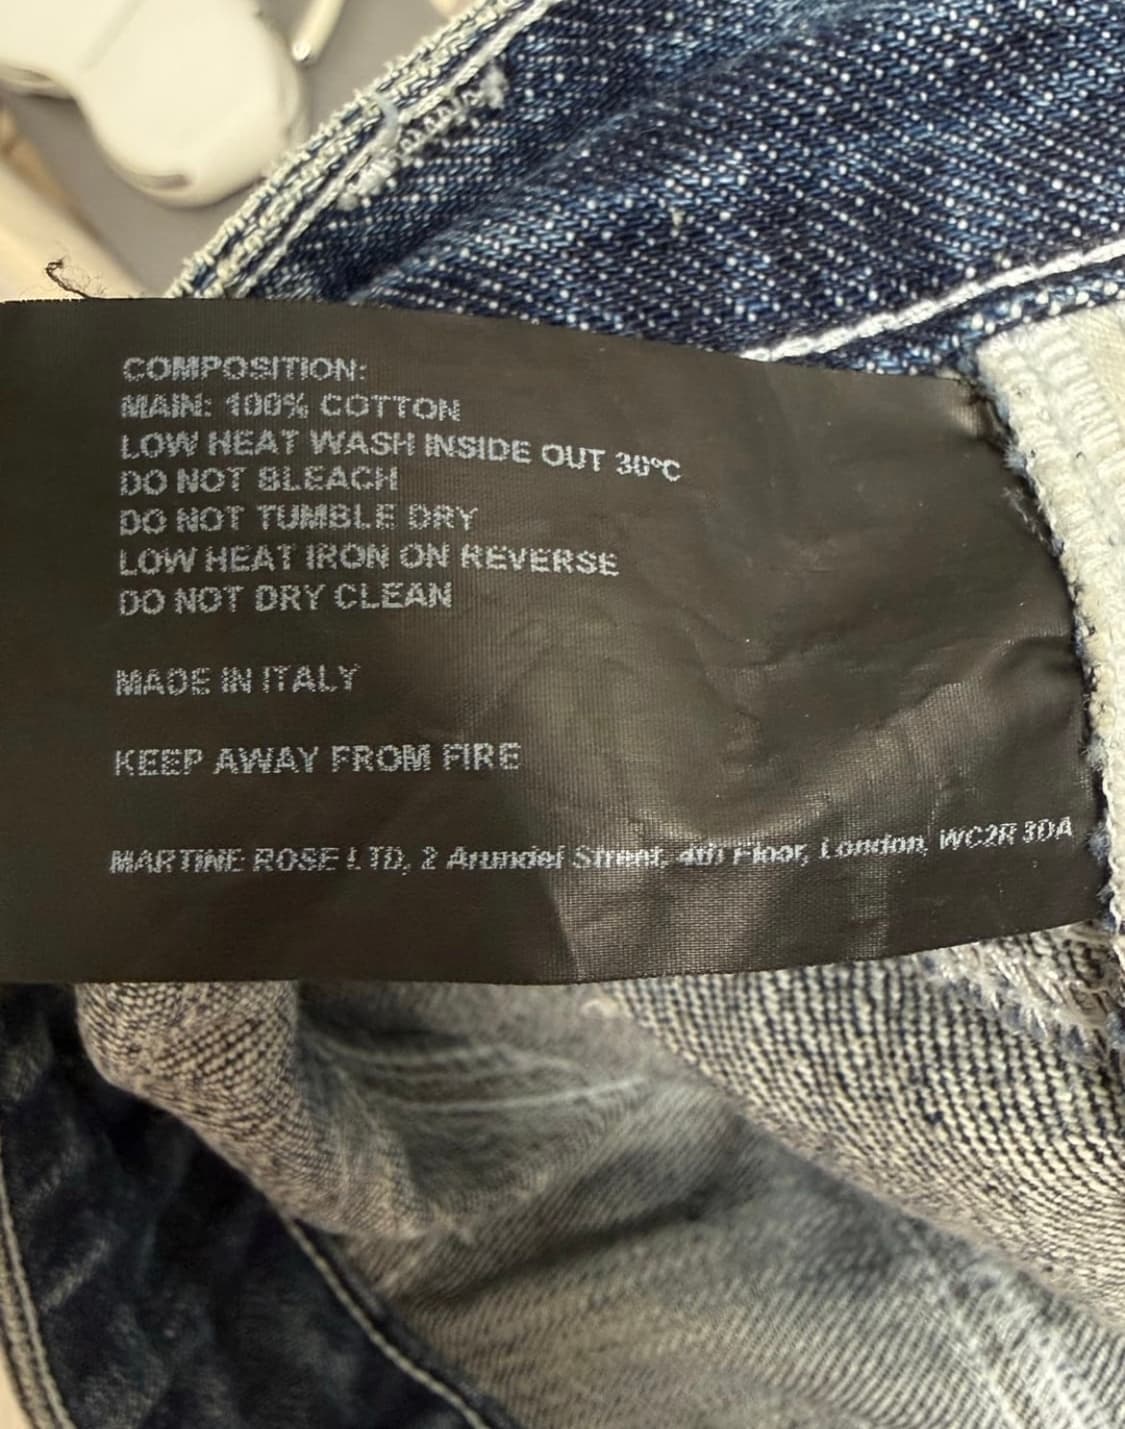 COMPOSITION:
MAIN: 100% COTTON
LOW HEAT WASH INSIDE OUT 30ºC
DO NOT BLEACH
DO NOT TUMBLE DRY
LOW HEAT IRON ON REVERSE
DO NOT DRY CLEAN
MADE IN ITALY
KEEP AWAY FROM FIRE
MARTINE ROSE LTD, 2 Arundel Street, 4th Floor, London, WC2R 3DA